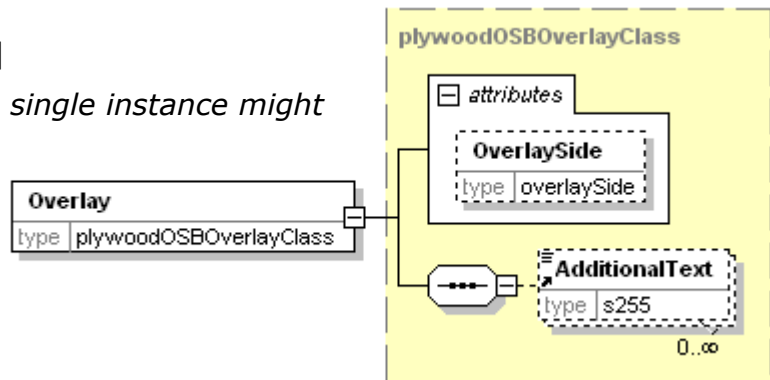 plywoodOSBOverlayClass
single instance might
attributes
OverlaySide
type overlaySide
Overlay
type plywoodOSBOverlayClass
AdditionalText
type s255
0..∞